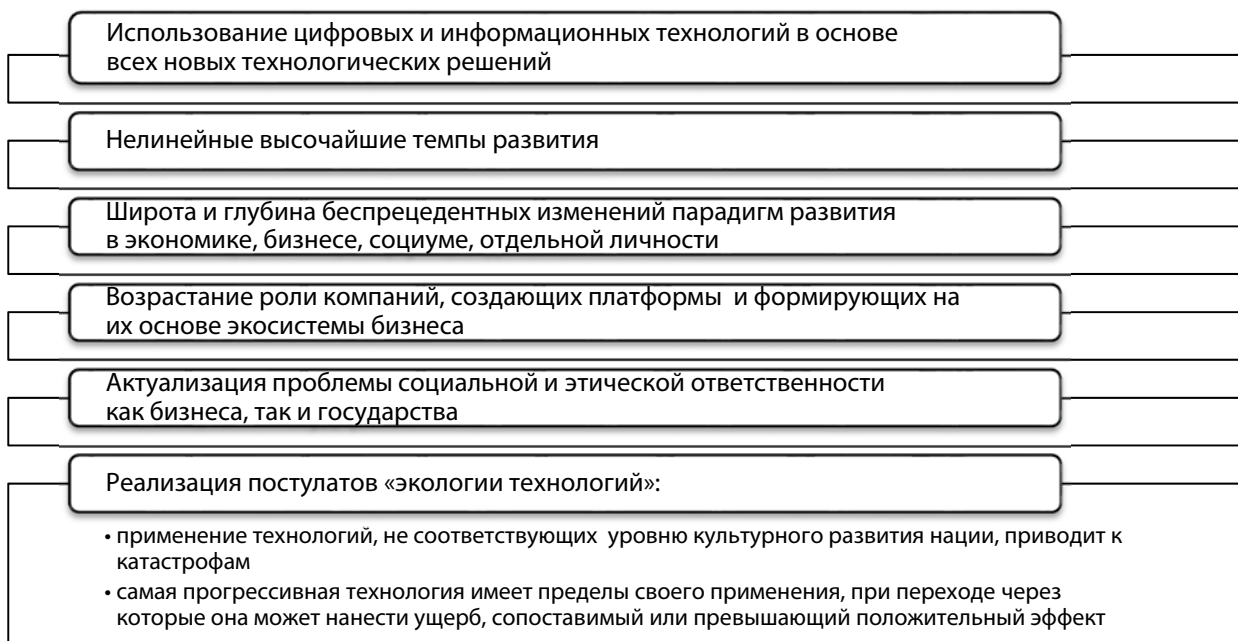 Использование цифровых и информационных технологий в основе
всех новых технологических решений
Нелинейные высочайшие темпы развития
Широта и глубина беспрецедентных изменений парадигм развития
в экономике, бизнесе, социуме, отдельной личности
Возрастание роли компаний, создающих платформы и формирующих на
их основе экосистемы бизнеса
Актуализация проблемы социальной и этической ответственности
как бизнеса, так и государства
Реализация постулатов «экологии технологий»:
• применение технологий, не соответствующих уровню культурного развития нации, приводит к
катастрофам
• самая прогрессивная технология имеет пределы своего применения, при переходе через
которые она может нанести ущерб, сопоставимый или превышающий положительный эффект